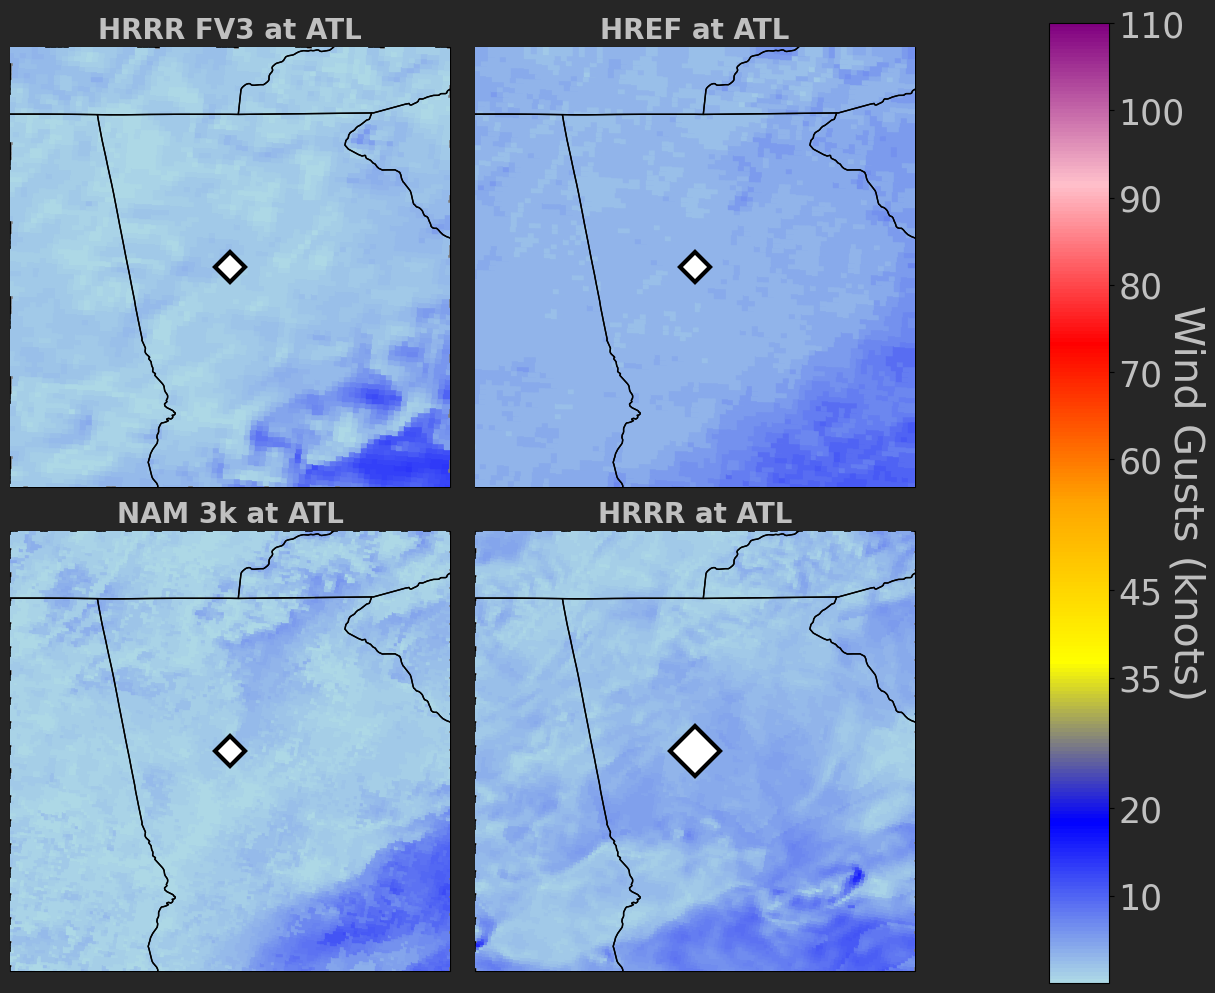 HRRR FV3 at ATL
HREF at ATL
NAM 3k at ATL
HRRR at ATL
110
100
90
80
70
60
45
35
20
10
Wind Gusts (knots)